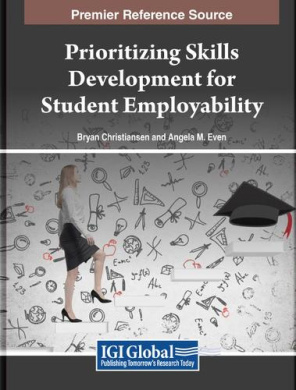 Premier Reference Source
Prioritizing Skills
Development for
Student Employability
Bryan Christiansen and Angela M. Even
IGI Global
Publishing Tomorrow's Research Today